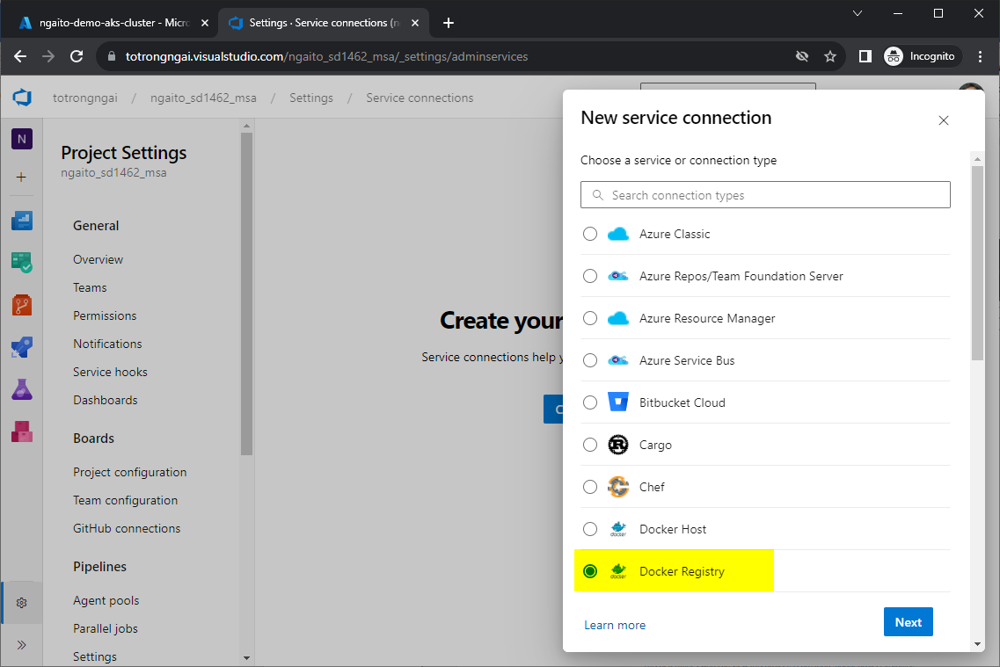 ngaito-demo-aks-cluster - Micr
Settings · Service connections (n
totrongngai.visualstudio.com/ngaito_sd1462_msa/_settings/adminservices
Incognito
totrongngai / ngaito_sd1462_msa / Settings / Service connections
N
Project Settings
ngaito_sd1462_msa
General
Overview
Teams
Permissions
Notifications
Service hooks
Dashboards
Boards
Project configuration
Team configuration
GitHub connections
Pipelines
Agent pools
Parallel jobs
Settings
Create your
Service connections help y
C
New service connection
Choose a service or connection type
Search connection types
Azure Classic
Azure Repos/Team Foundation Server
Azure Resource Manager
Azure Service Bus
Bitbucket Cloud
Cargo
Chef
docker Docker Host
docker Docker Registry
Learn more
Next